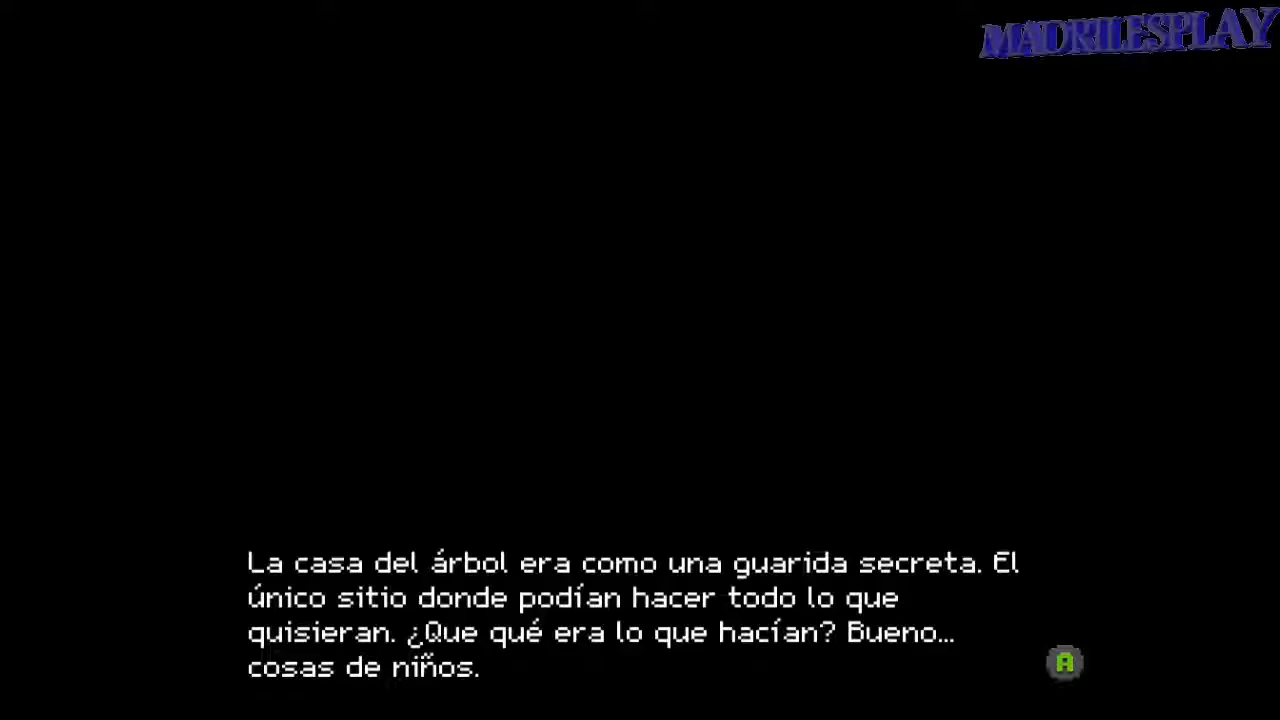 MADRILESPLAY
La casa del árbol era como una guarida secreta. El
único sitio donde podían hacer todo lo que
quisieran. ¿Que qué era lo que hacían? Bueno...
cosas de niños.
A